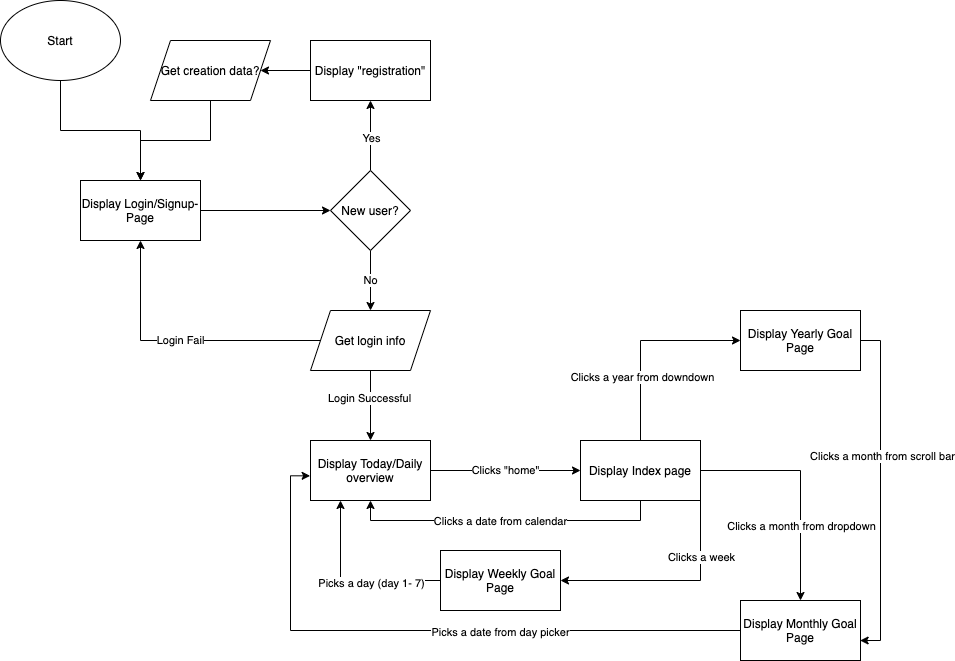 Start
Get creation data?
Display "registration"
Yes
Display Login/Signup-
Page
New user?
No
Login Fail
Get login info
Display Yearly Goal
Page
Clicks a year from downdown
Login Successful
Display Today/Daily
overview
Clicks "home"
Display Index page
Clicks a month from scroll bar
Clicks a date from calendar
Clicks a month from dropdown
Clicks a week
Picks a day (day 1- 7)
Display Weekly Goal
Page
Picks a date from day picker
Display Monthly Goal
Page